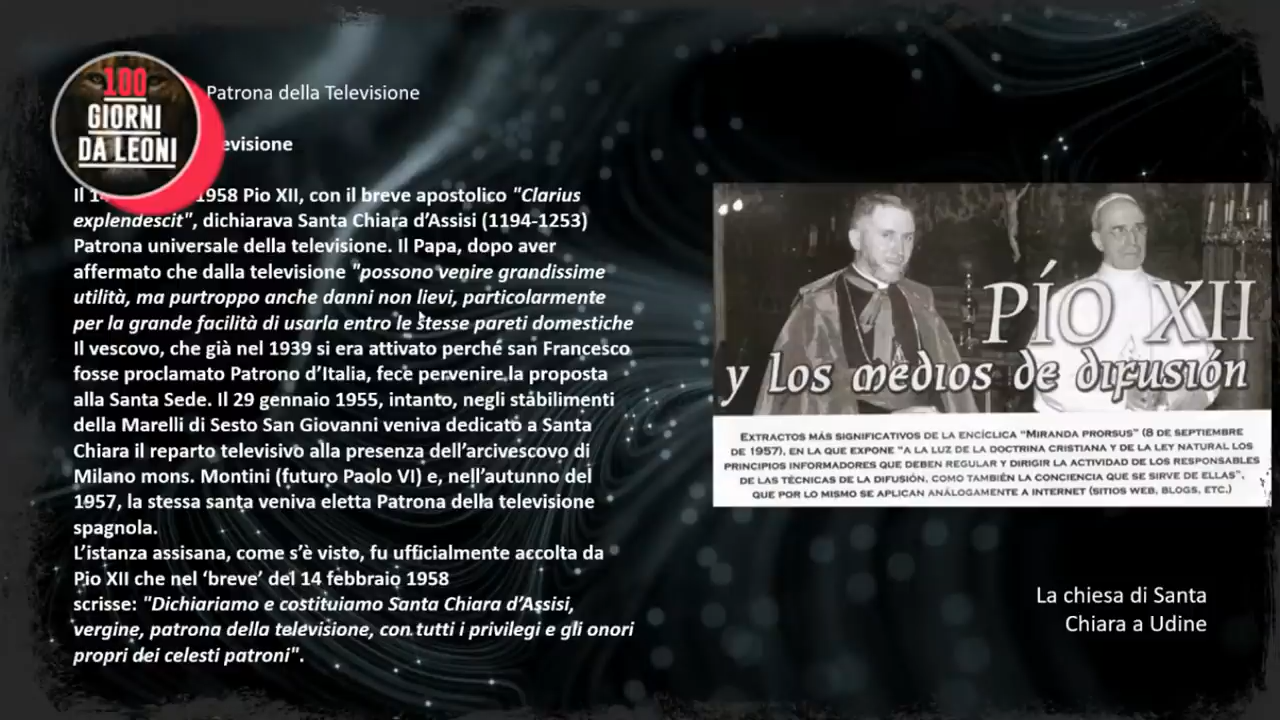 100
GIORNI
DA LEONI
Patrona della Televisione
evisione
Il 14 1958 Pio XII, con il breve apostolico "Clarius
explendescit", dichiarava Santa Chiara d’Assisi (1194-1253)
Patrona universale della televisione. Il Papa, dopo aver
affermato che dalla televisione "possono venire grandissime
utilità, ma purtroppo anche danni non lievi, particolarmente
per la grande facilità di usarla entro le stesse pareti domestiche
Il vescovo, che già nel 1939 si era attivato perché san Francesco
fosse proclamato Patrono d’Italia, fece pervenire la proposta
alla Santa Sede. Il 29 gennaio 1955, intanto, negli stabilimenti
della Marelli di Sesto San Giovanni veniva dedicato a Santa
Chiara il reparto televisivo alla presenza dell’arcivescovo di
Milano mons. Montini (futuro Paolo VI) e, nell’autunno del
1957, la stessa santa veniva eletta Patrona della televisione
spagnola.
L’istanza assisana, come s’è visto, fu ufficialmente accolta da
Pio XII che nel ‘breve’ del 14 febbraio 1958
scrisse: "Dichiariamo e costituiamo Santa Chiara d’Assisi,
vergine, patrona della televisione, con tutti i privilegi e gli onori
propri dei celesti patroni".
PÍO XII
y los medios de difusión
EXTRACTOS MÁS SIGNIFICATIVOS DE LA ENCÍCLICA “MIRANDA PRORSUS” (8 DE SEPTIEMBRE
DE 1957), EN LA QUE EXPONE “A LA LUZ DE LA DOCTRINA CRISTIANA Y DE LA LEY NATURAL LOS
PRINCIPIOS INFORMADORES QUE DEBEN REGULAR Y DIRIGIR LA ACTIVIDAD DE LOS RESPONSABLES
DE LAS TÉCNICAS DE LA DIFUSIÓN, COMO TAMBIÉN LA CONCIENCIA QUE SE SIRVE DE ELLAS”,
QUE POR LO MISMO SE APLICAN ANÁLOGAMENTE A INTERNET (SITIOS WEB, BLOGS, ETC.)
La chiesa di Santa
Chiara a Udine